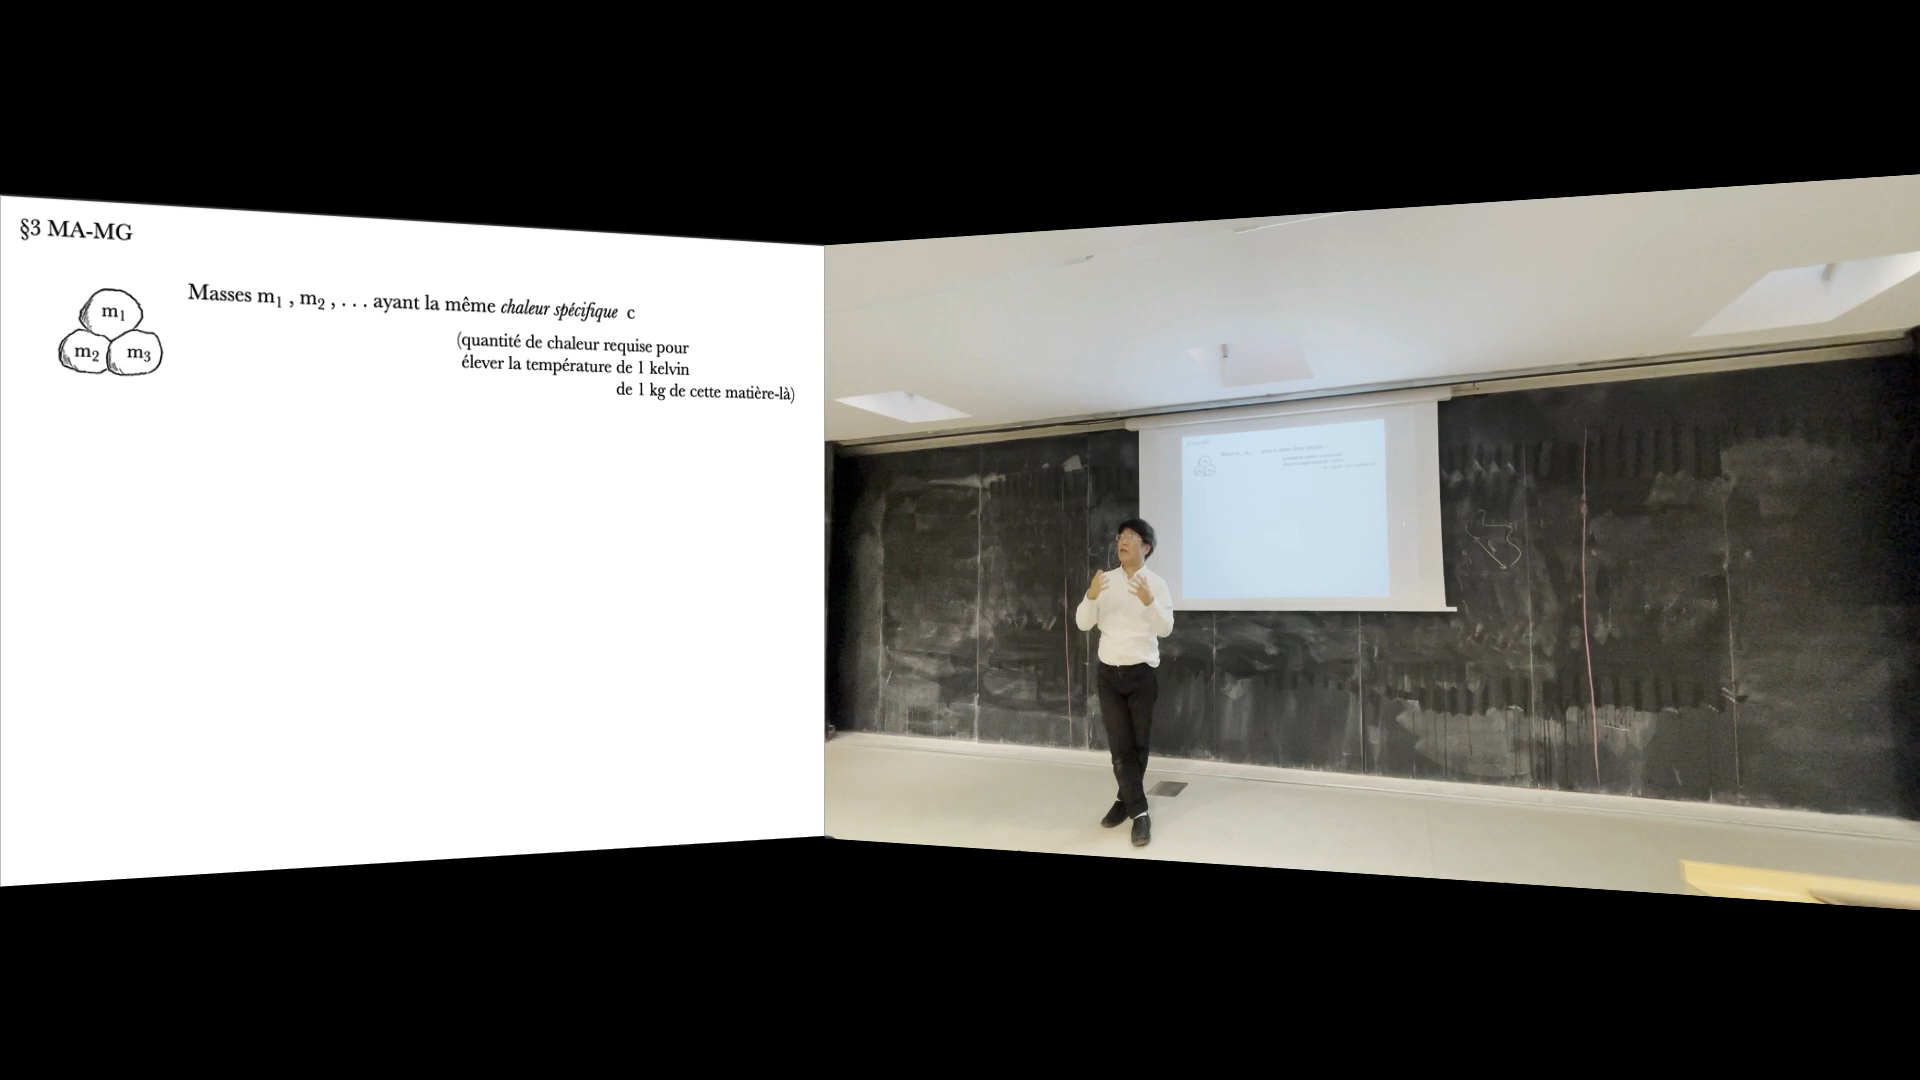 §3 MA-MG
Masses m₁ , m₂ , . . . ayant la même chaleur spécifique c
(quantité de chaleur requise pour
élever la température de 1 kelvin
de 1 kg de cette matière-là)
m₁
m₂ m₃